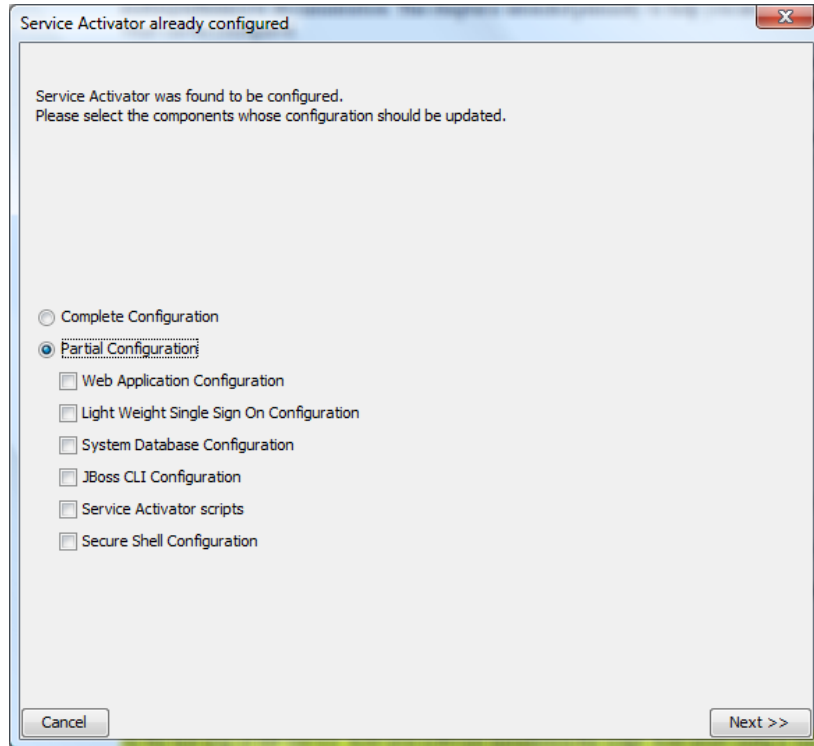 Service Activator already configured
Service Activator was found to be configured.
Please select the components whose configuration should be updated.
Complete Configuration
Partial Configuration
Web Application Configuration
Light Weight Single Sign On Configuration
System Database Configuration
JBoss CLI Configuration
Service Activator scripts
Secure Shell Configuration
Cancel
Next >>